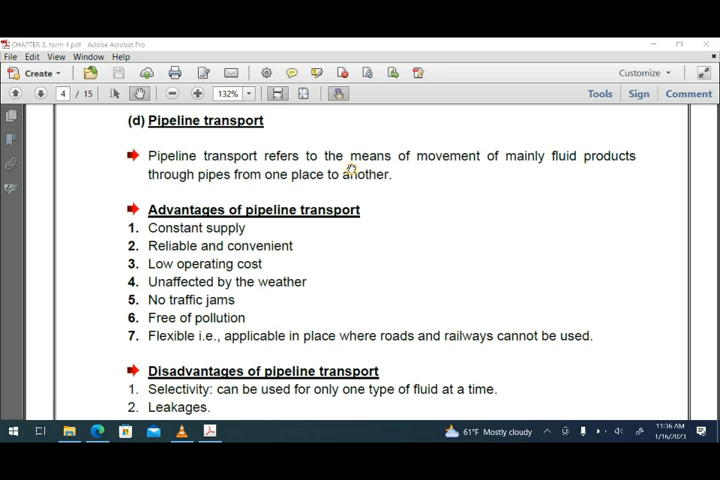 CHAPTER 3, form 4.pdf - Adobe Acrobat Pro
File Edit View Window Help
Create
Customize
4 / 15
132%
Tools Sign Comment
(d) Pipeline transport
Pipeline transport refers to the means of movement of mainly fluid products
through pipes from one place to another.
Advantages of pipeline transport
1. Constant supply
2. Reliable and convenient
3. Low operating cost
4. Unaffected by the weather
5. No traffic jams
6. Free of pollution
7. Flexible i.e., applicable in place where roads and railways cannot be used.
Disadvantages of pipeline transport
1. Selectivity: can be used for only one type of fluid at a time.
2. Leakages.
61°F Mostly cloudy
11:36 AM
1/16/2023